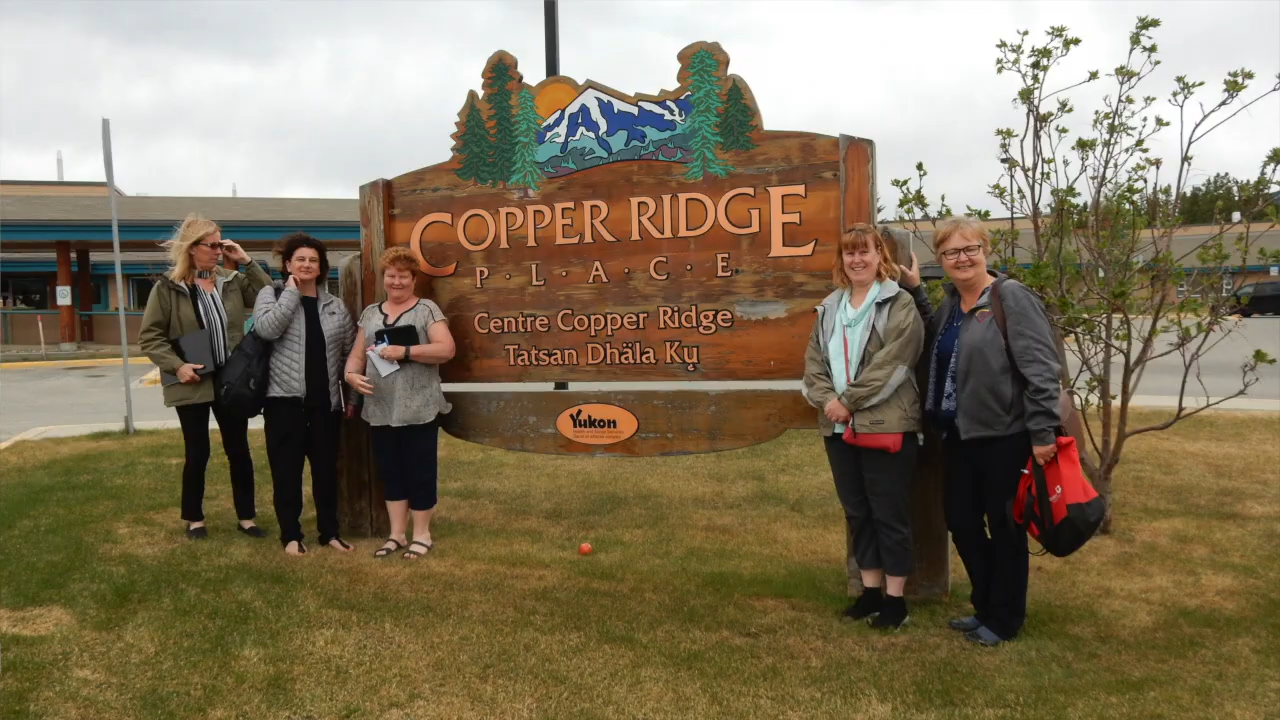 COPPER RIDGE
P·L·A·C·E
Centre Copper Ridge
Tatsan Dhäla Kų
Yukon